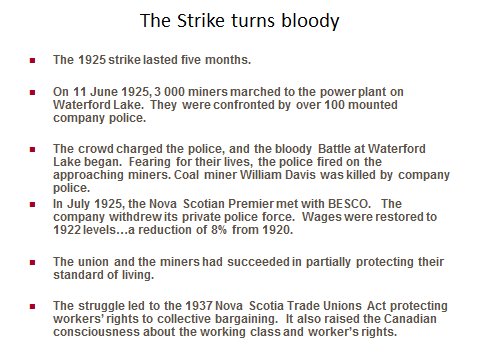 The Strike turns bloody
The 1925 strike lasted five months.
On 11 June 1925, 3 000 miners marched to the power plant on
Waterford Lake. They were confronted by over 100 mounted
company police.
The crowd charged the police, and the bloody Battle at Waterford
Lake began. Fearing for their lives, the police fired on the
approaching miners. Coal miner William Davis was killed by company
police.
In July 1925, the Nova Scotian Premier met with BESCO. The
company withdrew its private police force. Wages were restored to
1922 levels…a reduction of 8% from 1920.
The union and the miners had succeeded in partially protecting their
standard of living.
The struggle led to the 1937 Nova Scotia Trade Unions Act protecting
workers' rights to collective bargaining. It also raised the Canadian
consciousness about the working class and worker's rights.